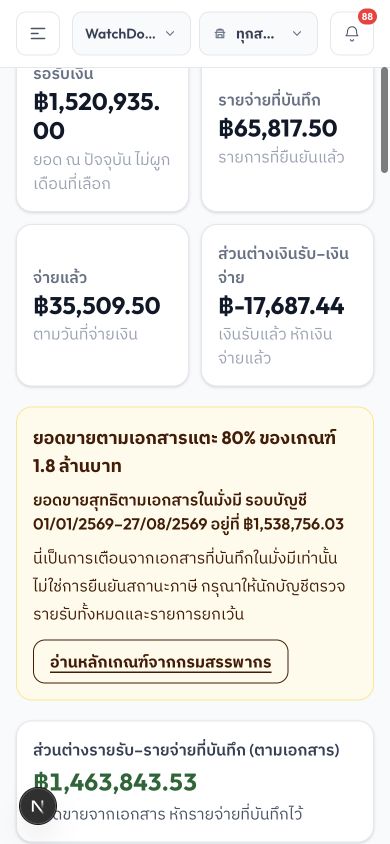 WatchDo...
ทุกส...
88
รอรับเงิน
฿1,520,935.
00
ยอด ณ ปัจจุบัน ไม่ผูก
เดือนที่เลือก
รายจ่ายที่บันทึก
฿65,817.50
รายการที่ยืนยันแล้ว
จ่ายแล้ว
฿35,509.50
ตามวันที่จ่ายเงิน
ส่วนต่างเงินรับ–เงิน
จ่าย
฿-17,687.44
เงินรับแล้ว หักเงิน
จ่ายแล้ว
ยอดขายตามเอกสารแตะ 80% ของเกณฑ์
1.8 ล้านบาท
ยอดขายสุทธิตามเอกสารในมั่งมี รอบบัญชี
01/01/2569–27/08/2569 อยู่ที่ ฿1,538,756.03
นี่เป็นการเตือนจากเอกสารที่บันทึกในมั่งมีเท่านั้น
ไม่ใช่การยืนยันสถานะภาษี กรุณาให้นักบัญชีตรวจ
รายรับทั้งหมดและรายการยกเว้น
อ่านหลักเกณฑ์จากกรมสรรพากร
ส่วนต่างรายรับ–รายจ่ายที่บันทึก (ตามเอกสาร)
฿1,463,843.53
N
ขายจากเอกสาร หักรายจ่ายที่บันทึกไว้